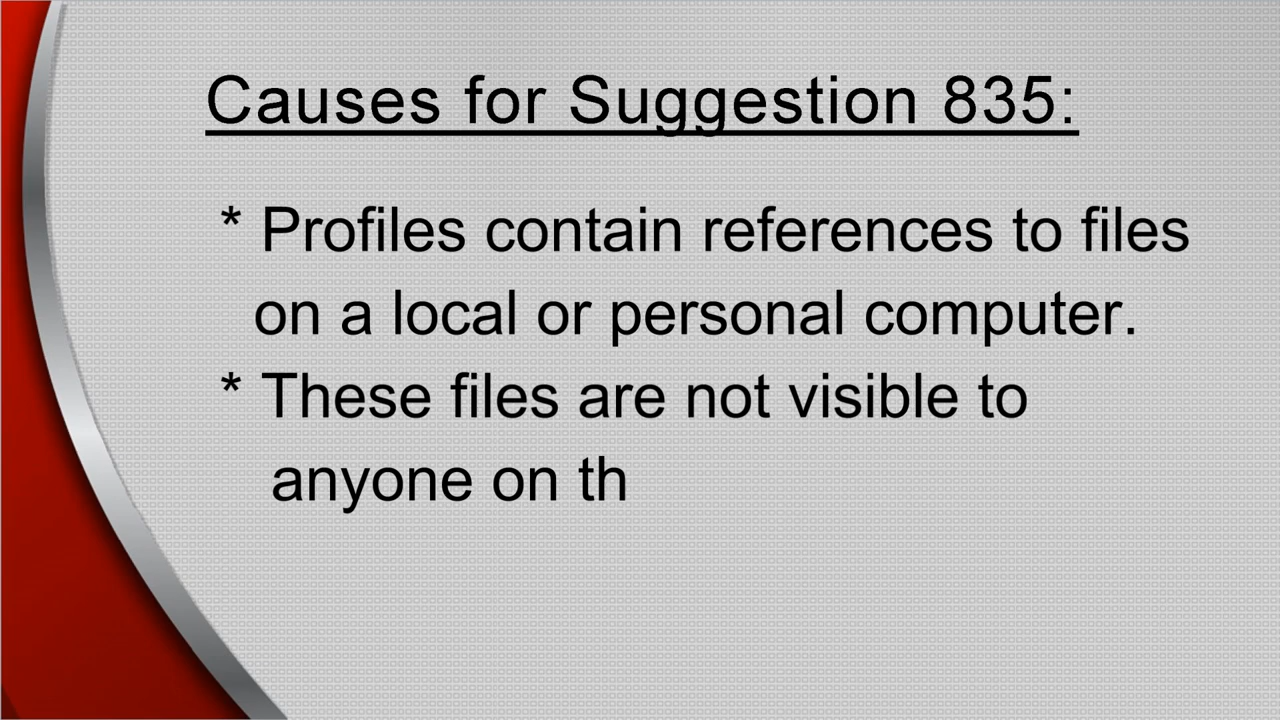 Causes for Suggestion 835:
* Profiles contain references to files
on a local or personal computer.
* These files are not visible to
anyone on th